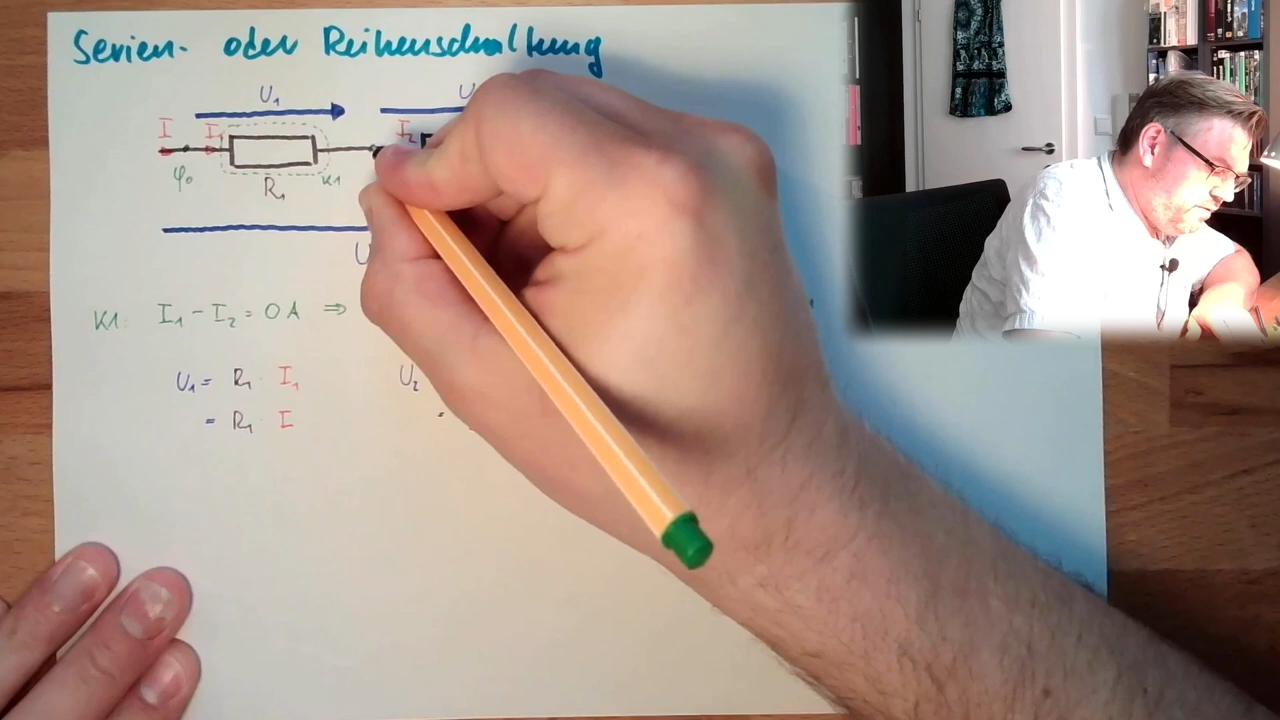 Serien- oder Reihenschaltung
U₁ U
I I₁ I₂
φ₀ R₁ K1
U
K1: I₁ - I₂ = 0 A ⇒
U₁ = R₁ · I₁ U₂
= R₁ · I